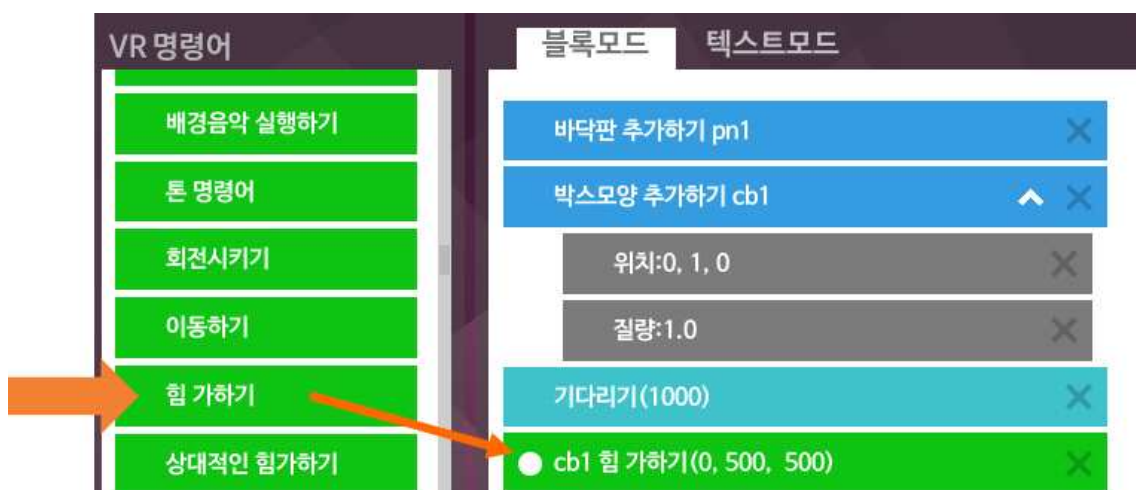 VR 명령어
배경음악 실행하기
톤 명령어
회전시키기
이동하기
힘 가하기
상대적인 힘가하기
블록모드
텍스트모드
바닥판 추가하기 pn1
박스모양 추가하기 cb1
위치:0, 1, 0
질량:1.0
기다리기(1000)
cb1 힘 가하기(0, 500, 500)